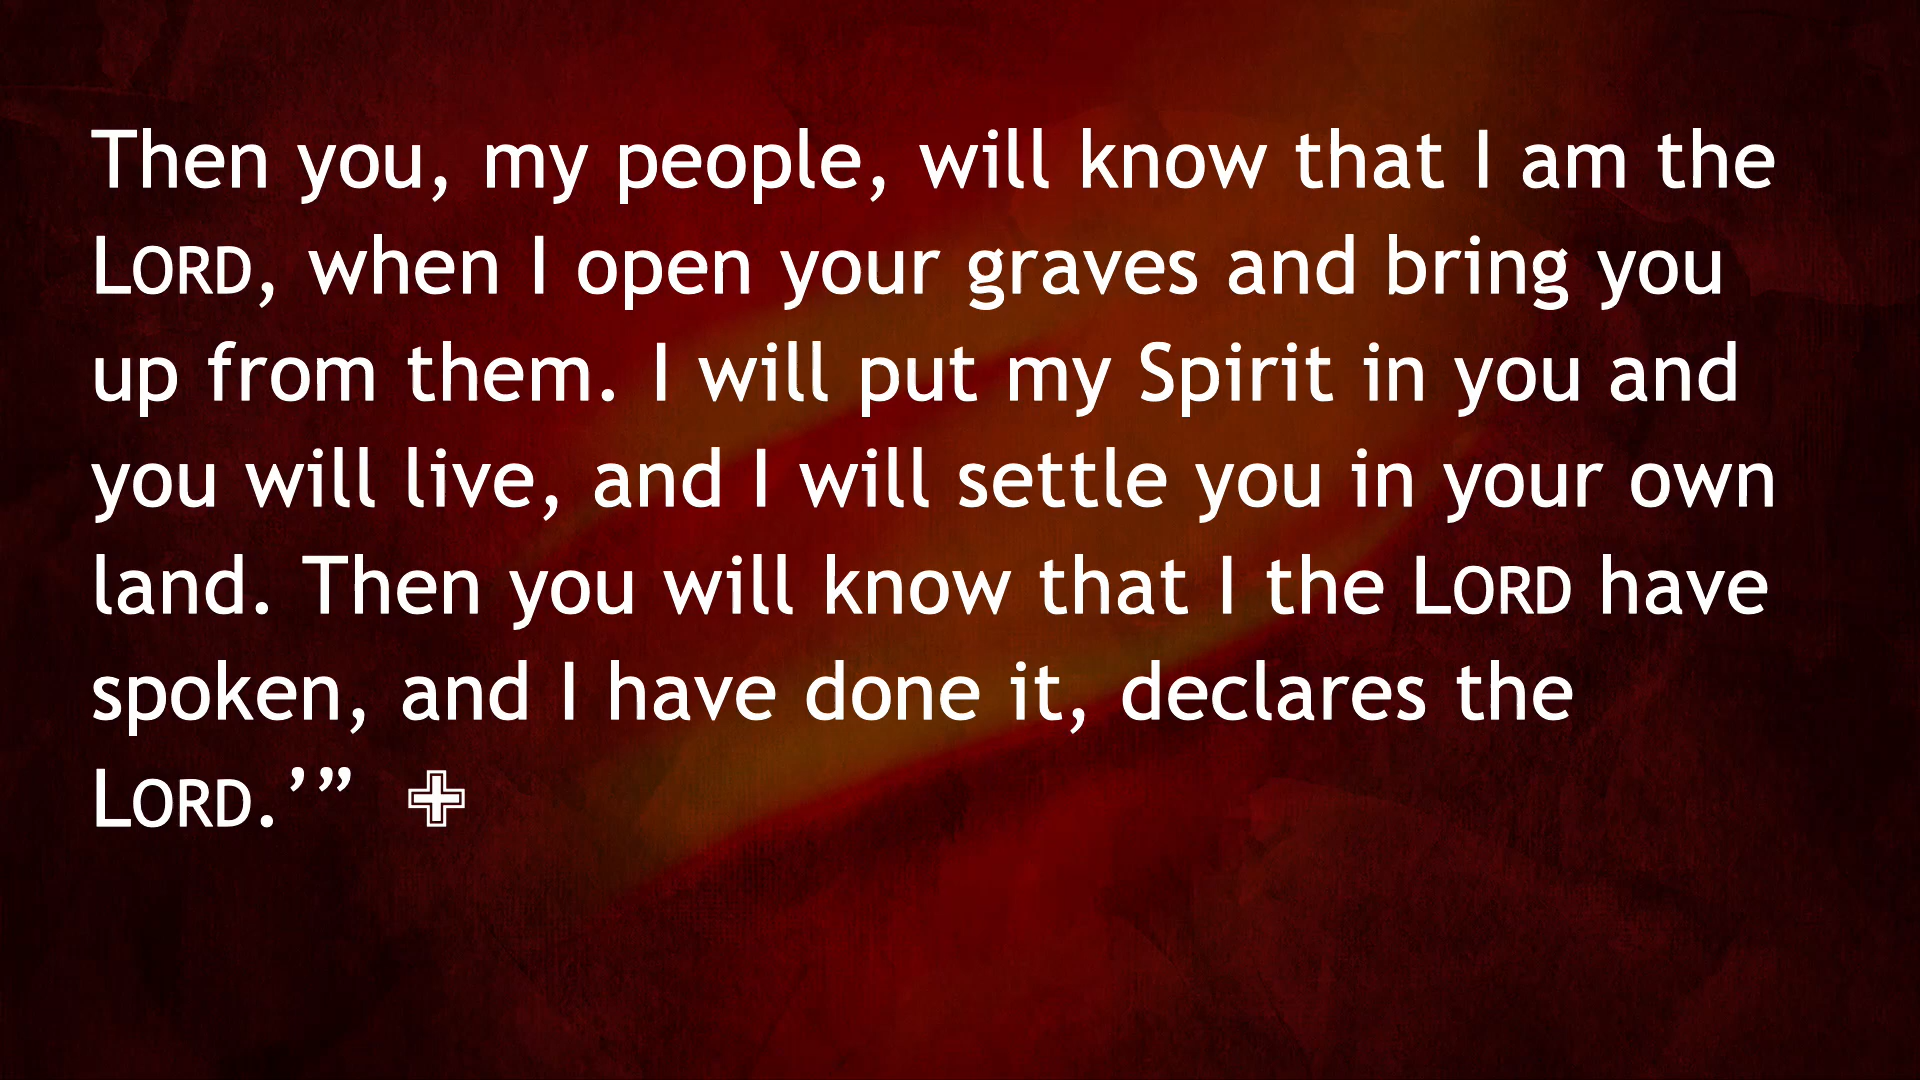 Then you, my people, will know that I am the
LORD, when I open your graves and bring you
up from them. I will put my Spirit in you and
you will live, and I will settle you in your own
land. Then you will know that I the LORD have
spoken, and I have done it, declares the
LORD.’” ✙